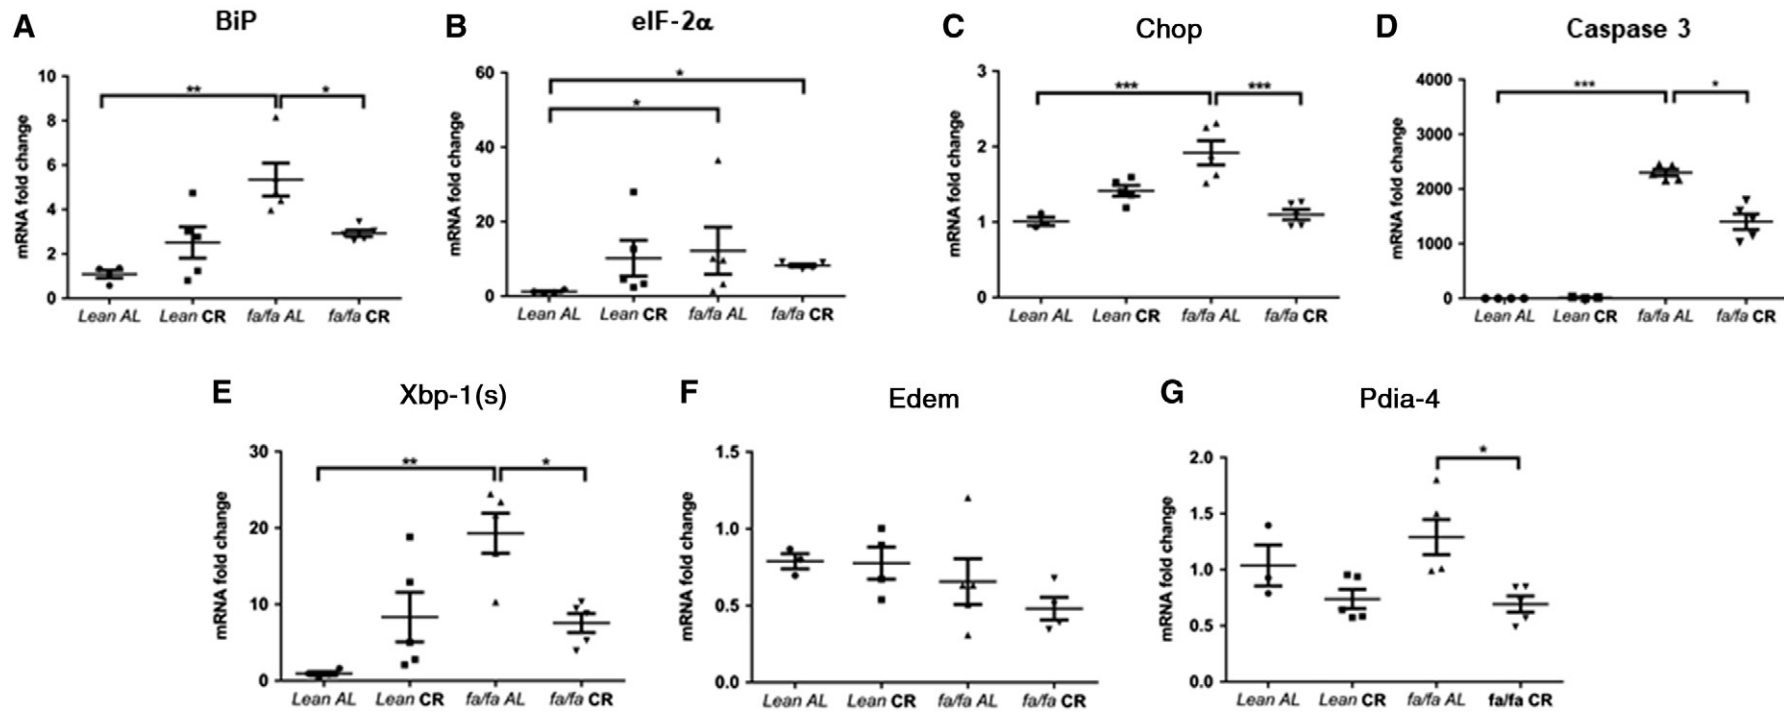 A BiP
mRNA fold change
10
8
6
4
2
0
**
*
Lean AL Lean CR fa/fa AL fa/fa CR
B eIF-2α
mRNA fold change
60
40
20
0
*
*
Lean AL Lean CR fa/fa AL fa/fa CR
C Chop
mRNA fold change
3
2
1
0
***
***
Lean AL Lean CR fa/fa AL fa/fa CR
D Caspase 3
mRNA fold change
4000
3000
2000
1000
0
***
*
Lean AL Lean CR fa/fa AL fa/fa CR
E Xbp-1(s)
mRNA fold change
30
20
10
0
**
*
Lean AL Lean CR fa/fa AL fa/fa CR
F Edem
mRNA fold change
1.5
1.0
0.5
0.0
Lean AL Lean CR fa/fa AL fa/fa CR
G Pdia-4
mRNA fold change
2.0
1.5
1.0
0.5
0.0
*
Lean AL Lean CR fa/fa AL fa/fa CR